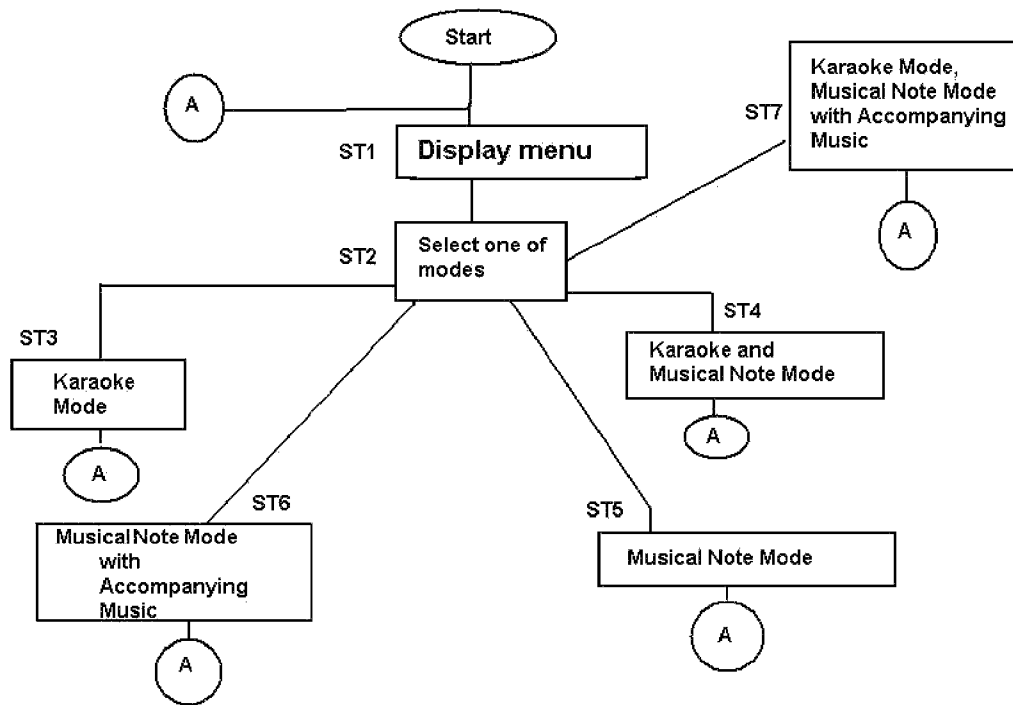 Start
A
ST1
Display menu
ST7
Karaoke Mode,
Musical Note Mode
with Accompanying
Music
A
ST2
Select one of
modes
ST3
Karaoke
Mode
A
ST4
Karaoke and
Musical Note Mode
A
ST6
Musical Note Mode
with
Accompanying
Music
A
ST5
Musical Note Mode
A